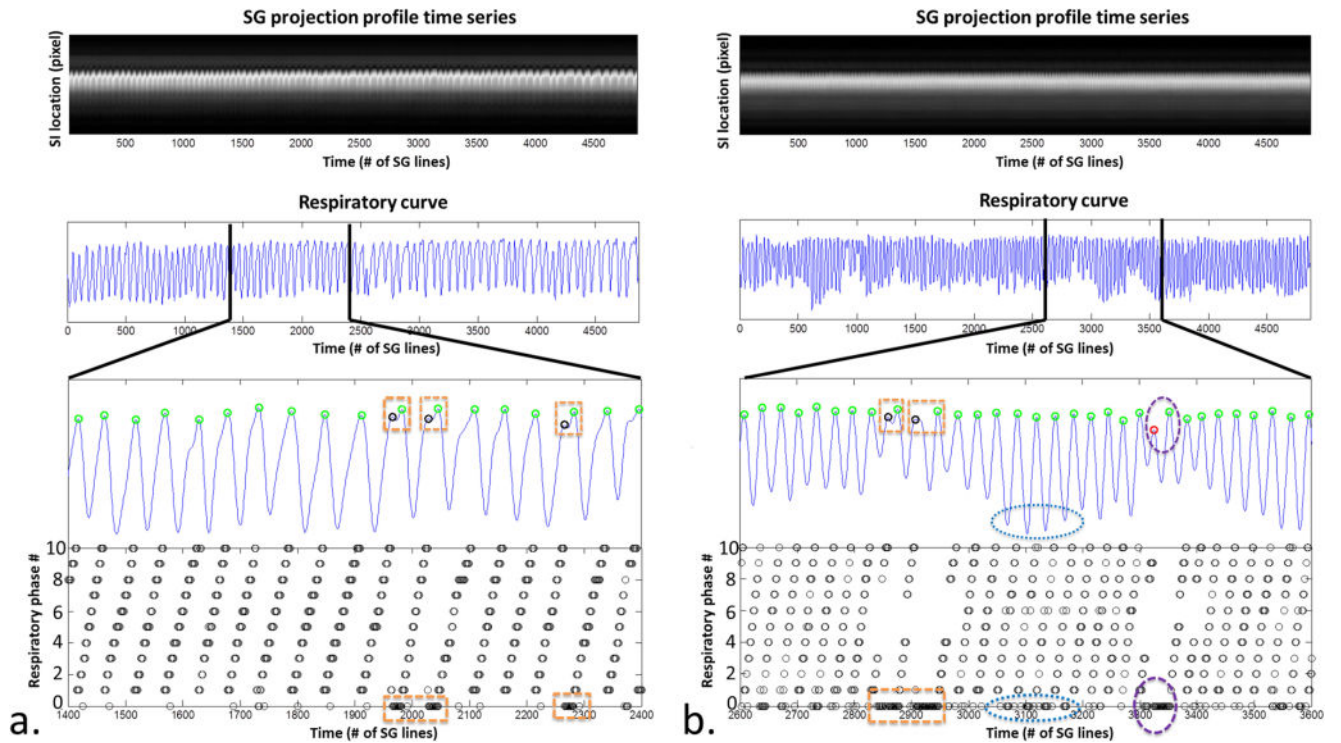 SG projection profile time series
SI location (pixel)
500 1000 1500 2000 2500 3000 3500 4000 4500
Time (# of SG lines)
Respiratory curve
0 500 1000 1500 2000 2500 3000 3500 4000 4500
Time (# of SG lines)
Respiratory phase #
10
8
6
4
2
0
1400 1500 1600 1700 1800 1900 2000 2100 2200 2300 2400
Time (# of SG lines)
a.
SG projection profile time series
SI location (pixel)
500 1000 1500 2000 2500 3000 3500 4000 4500
Time (# of SG lines)
Respiratory curve
0 500 1000 1500 2000 2500 3000 3500 4000 4500
Time (# of SG lines)
Respiratory phase #
10
8
6
4
2
0
2600 2700 2800 2900 3000 3100 3200 3300 3400 3500 3600
Time (# of SG lines)
b.